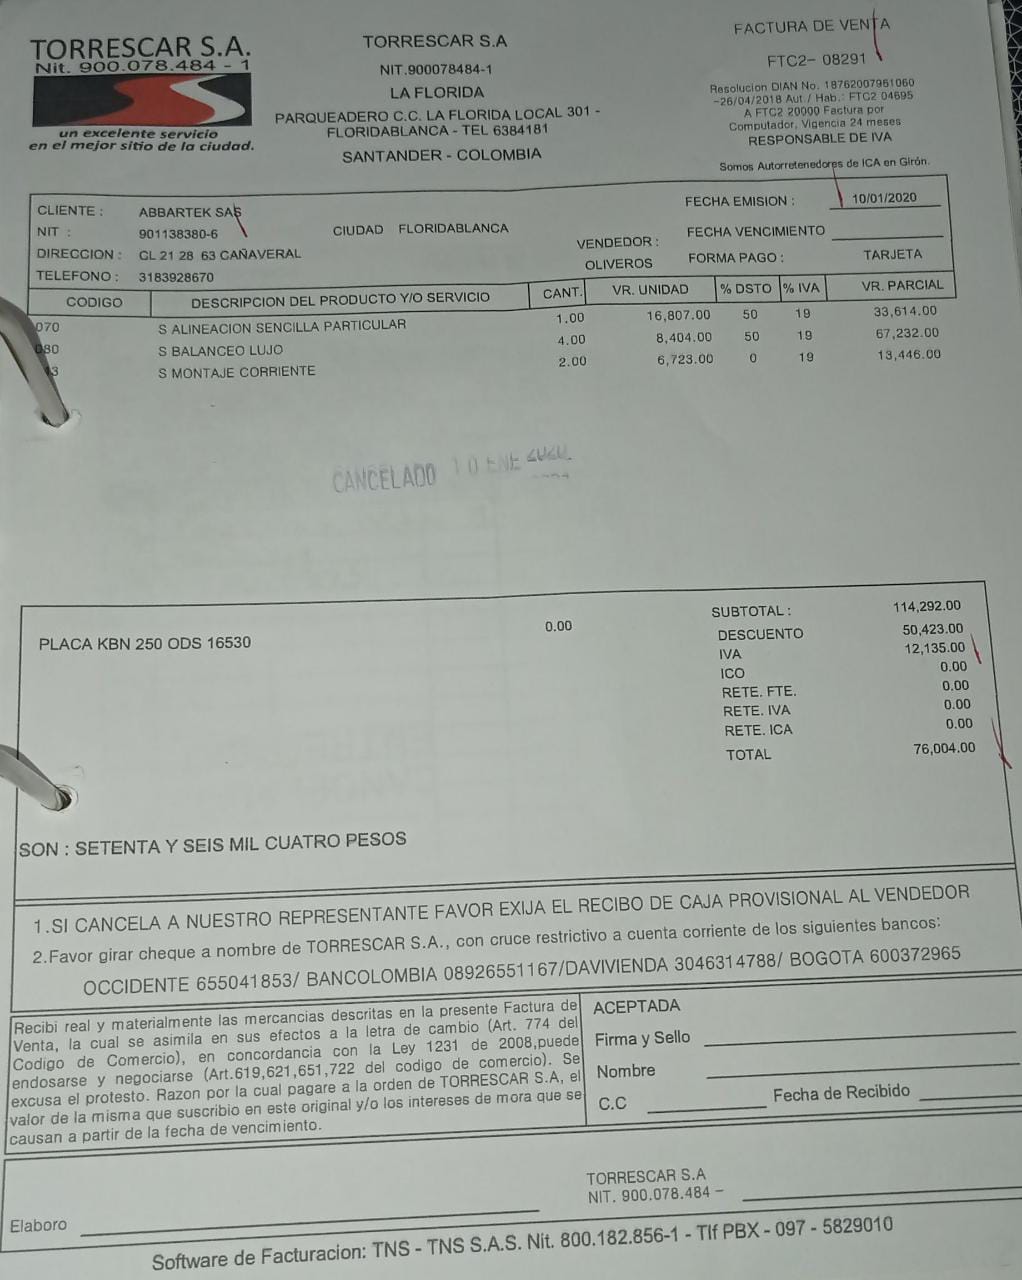 TORRESCAR S.A.
Nit. 900.078.484 - 1
un excelente servicio
en el mejor sitio de la ciudad.
TORRESCAR S.A
NIT.900078484-1
LA FLORIDA
PARQUEADERO C.C. LA FLORIDA LOCAL 301 -
FLORIDABLANCA - TEL 6384181
SANTANDER - COLOMBIA
FACTURA DE VENTA
FTC2- 08291
Resolucion DIAN No. 18762007961060
-26/04/2018 Aut./ Hab.: FTC2 04695
A FTC2 20000 Factura por
Computador, Vigencia 24 meses
RESPONSABLE DE IVA
Somos Autorretenedores de ICA en Girón.
CLIENTE : ABBARTEK SAS
NIT : 901138380-6
CIUDAD FLORIDABLANCA
DIRECCION : CL 21 28 63 CAÑAVERAL
TELEFONO : 3183928670
VENDEDOR :
OLIVEROS
FECHA EMISION : 10/01/2020
FECHA VENCIMIENTO
FORMA PAGO : TARJETA
CODIGO DESCRIPCION DEL PRODUCTO Y/O SERVICIO CANT. VR. UNIDAD % DSTO % IVA VR. PARCIAL
070 S ALINEACION SENCILLA PARTICULAR 1.00 16,807.00 50 19 33,614.00
080 S BALANCEO LUJO 4.00 8,404.00 50 19 67,232.00
3 S MONTAJE CORRIENTE 2.00 6,723.00 0 19 13,446.00
CANCELADO 10 ENE 2020
PLACA KBN 250 ODS 16530 0.00
SUBTOTAL : 114,292.00
DESCUENTO 50,423.00
IVA 12,135.00
ICO 0.00
RETE. FTE. 0.00
RETE. IVA 0.00
RETE. ICA 0.00
TOTAL 76,004.00
SON : SETENTA Y SEIS MIL CUATRO PESOS
1.SI CANCELA A NUESTRO REPRESENTANTE FAVOR EXIJA EL RECIBO DE CAJA PROVISIONAL AL VENDEDOR
2.Favor girar cheque a nombre de TORRESCAR S.A., con cruce restrictivo a cuenta corriente de los siguientes bancos:
OCCIDENTE 655041853/ BANCOLOMBIA 08926551167/DAVIVIENDA 3046314788/ BOGOTA 600372965
Recibi real y materialmente las mercancias descritas en la presente Factura de
Venta, la cual se asimila en sus efectos a la letra de cambio (Art. 774 del
Codigo de Comercio), en concordancia con la Ley 1231 de 2008,puede
endosarse y negociarse (Art.619,621,651,722 del codigo de comercio). Se
excusa el protesto. Razon por la cual pagare a la orden de TORRESCAR S.A, el
valor de la misma que suscribio en este original y/o los intereses de mora que se
causan a partir de la fecha de vencimiento.
ACEPTADA
Firma y Sello
Nombre
C.C Fecha de Recibido
Elaboro
TORRESCAR S.A
NIT. 900.078.484 -
Software de Facturacion: TNS - TNS S.A.S. Nit. 800.182.856-1 - Tlf PBX - 097 - 5829010